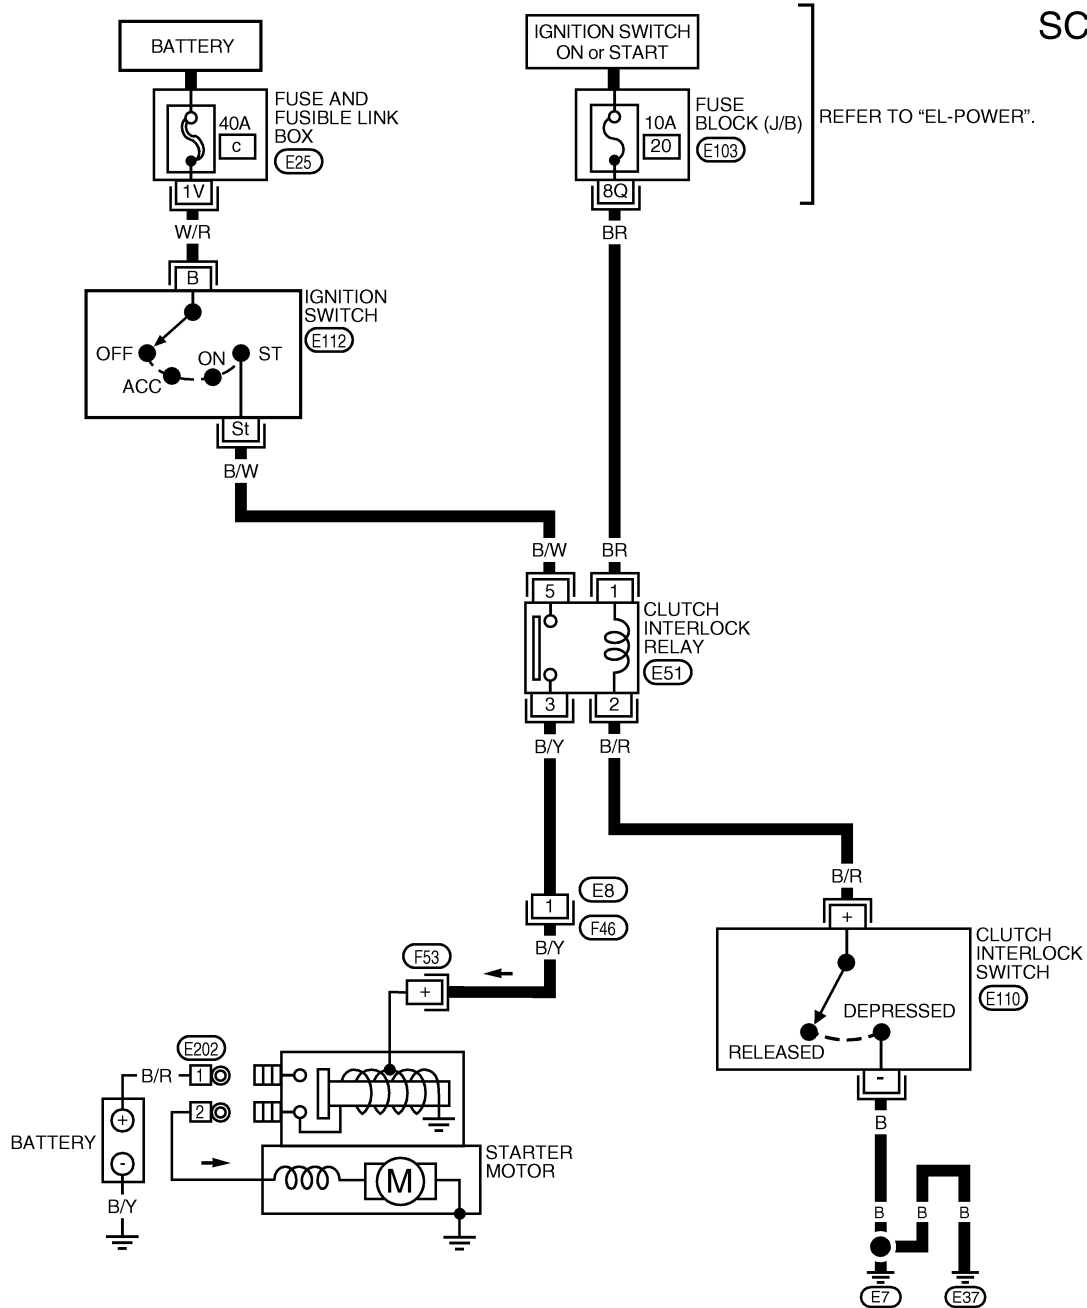 SC
BATTERY
IGNITION SWITCH
ON or START
FUSE AND
FUSIBLE LINK
BOX
E25
40A
c
1V
W/R
FUSE
BLOCK (J/B)
E103
10A
20
8Q
BR
REFER TO “EL-POWER”.
B
IGNITION
SWITCH
E112
OFF
ACC
ON
ST
St
B/W
B/W
BR
5
1
CLUTCH
INTERLOCK
RELAY
E51
3
2
B/Y
B/R
B/R
1
E8
F46
B/Y
+
CLUTCH
INTERLOCK
SWITCH
E110
DEPRESSED
RELEASED
-
B
F53
+
E202
B/R
1
2
BATTERY
+
-
B/Y
STARTER
MOTOR
M
B
B
B
E7
E37